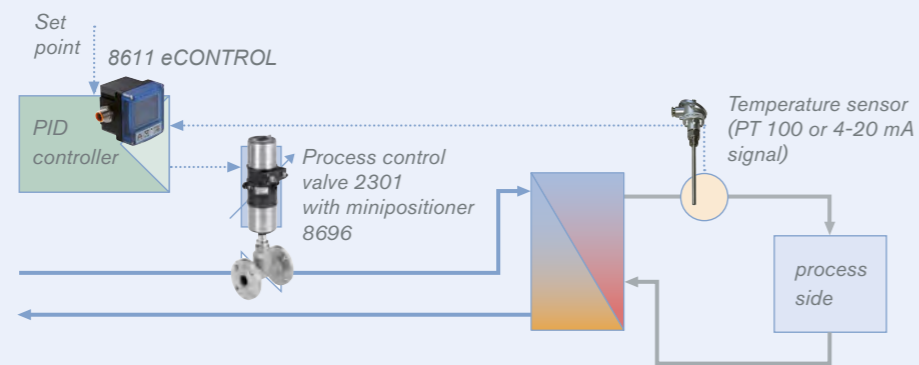 Set
point
8611 eCONTROL
PID
controller
Process control
valve 2301
with minipositioner
8696
Temperature sensor
(PT 100 or 4-20 mA
signal)
process
side